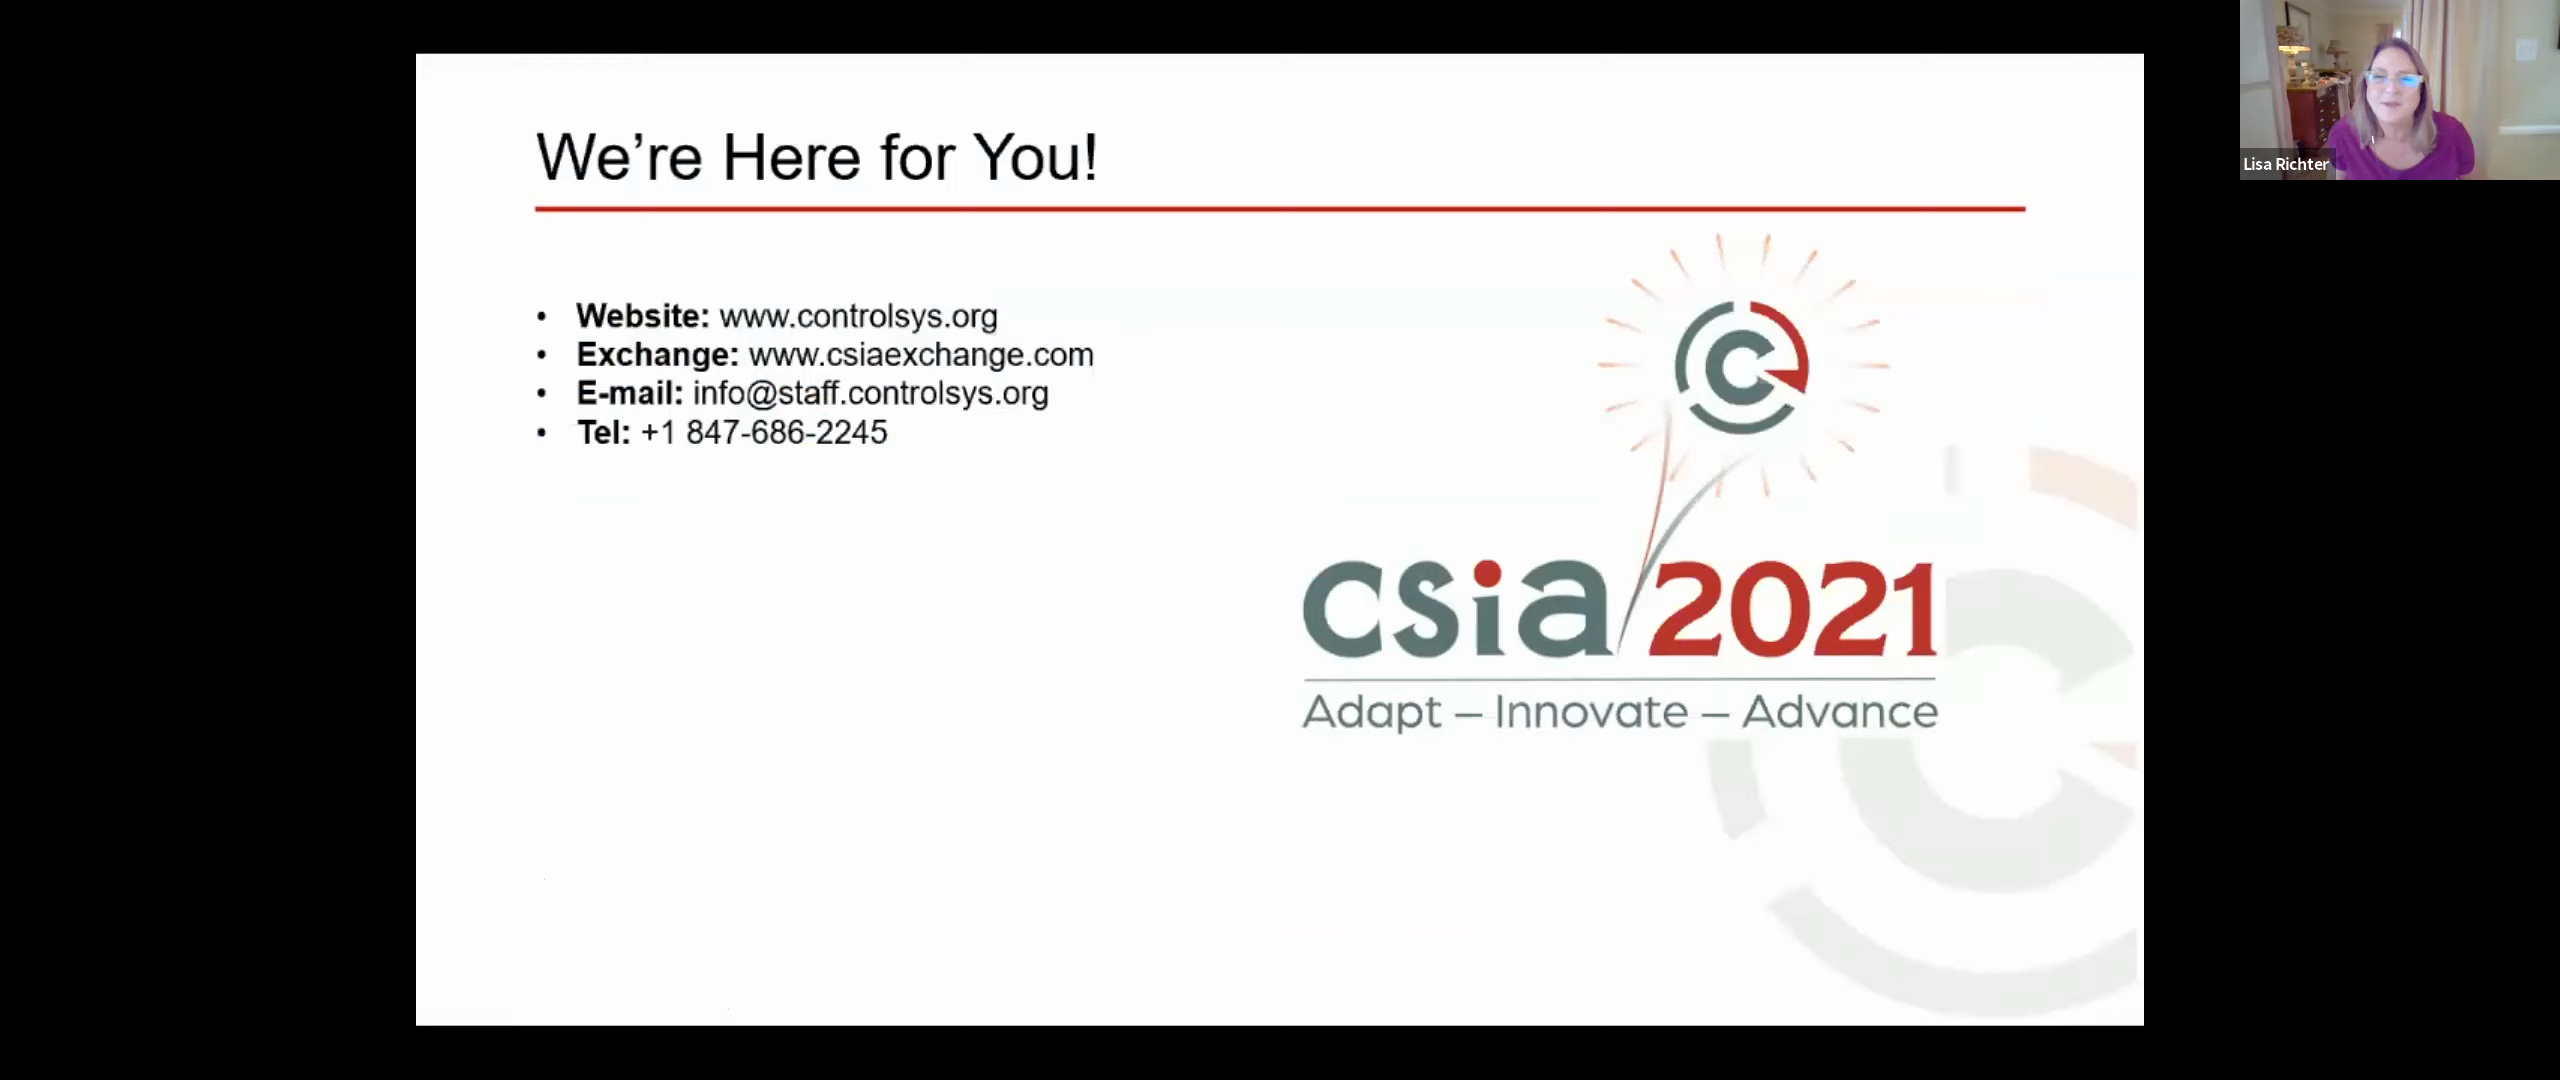 We're Here for You!
• Website: www.controlsys.org
• Exchange: www.csiaexchange.com
• E-mail: info@staff.controlsys.org
• Tel: +1 847-686-2245
csia 2021
Adapt – Innovate – Advance
Lisa Richter